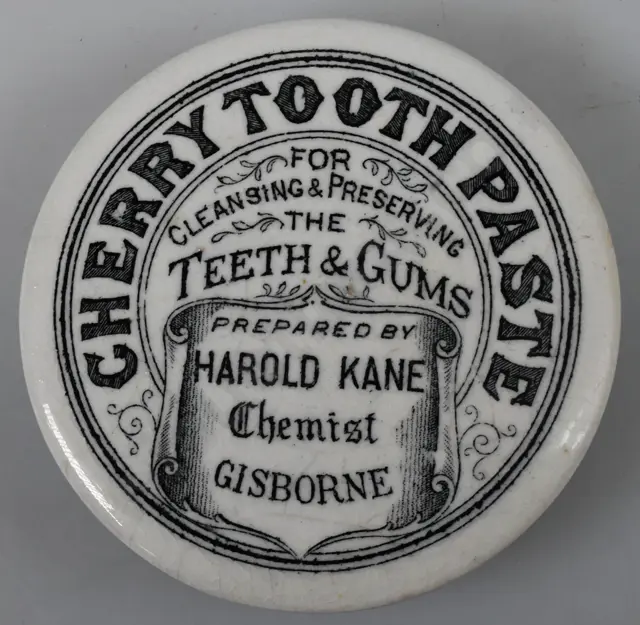 CHERRY TOOTH PASTE
FOR
CLEANSING & PRESERVING
THE
TEETH & GUMS
PREPARED BY
HAROLD KANE
Chemist
GISBORNE